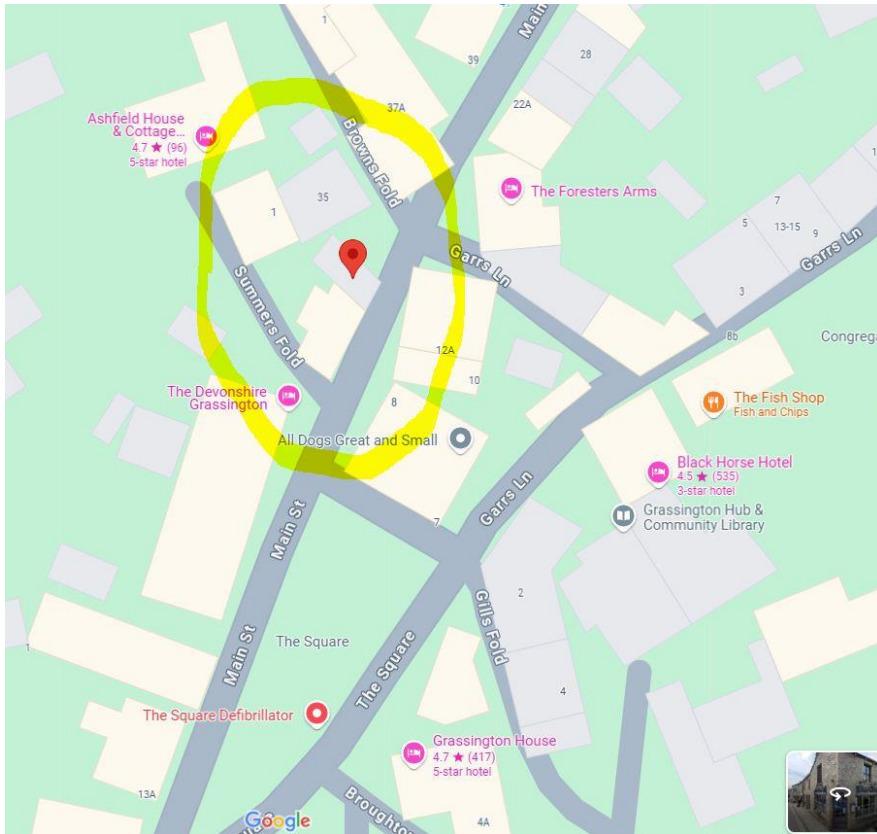 1
Main
39
28
37A
22A
Ashfield House
& Cottage...
4.7 ★ (96)
5-star hotel
Browns Fold
The Foresters Arms
35
1
7
13-15
5
9
Garrs Ln
Garrs Ln
3
Summers Fold
8b
Congrega
12A
10
The Devonshire
Grassington
8
The Fish Shop
Fish and Chips
All Dogs Great and Small
Black Horse Hotel
4.5 ★ (535)
3-star hotel
Garrs Ln
Grassington Hub &
Community Library
7
Main St
2
Gills Fold
1
The Square
Main St
The Square
4
The Square Defibrillator
Grassington House
4.7 ★ (417)
5-star hotel
13A
Google
Broughto
4A